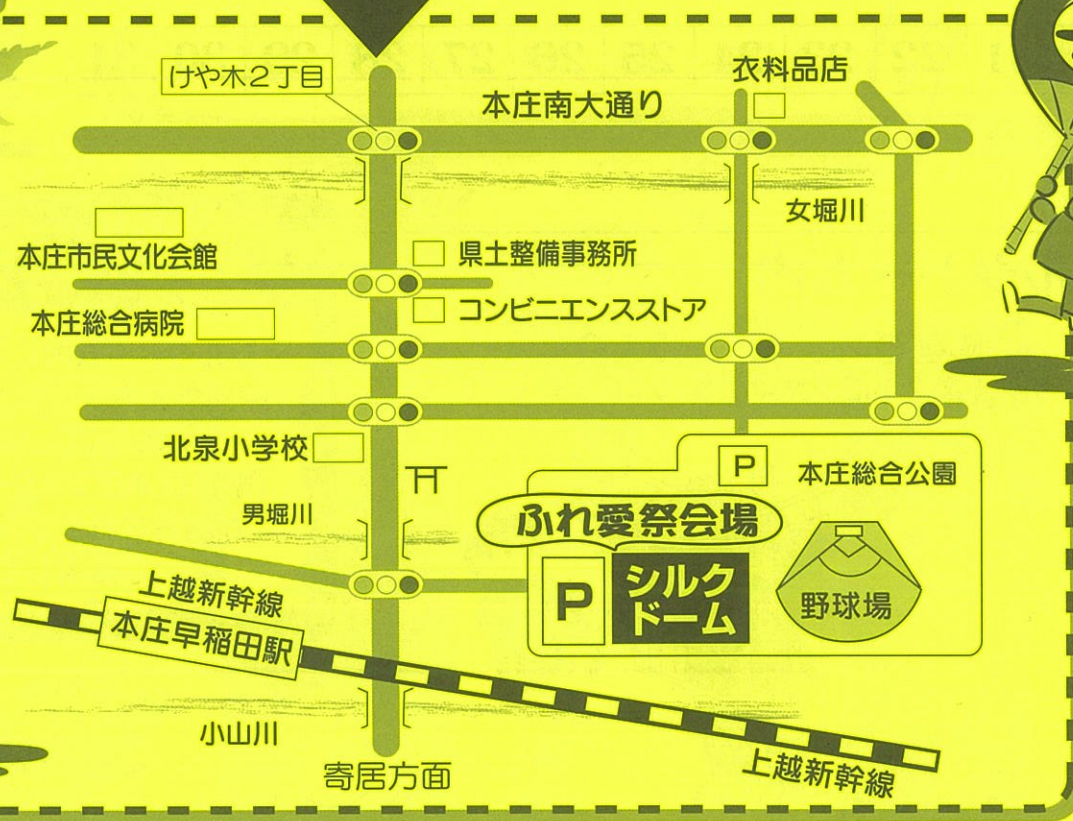 けや木2丁目
衣料品店
本庄南大通り
女堀川
本庄市民文化会館
県土整備事務所
コンビニエンスストア
本庄総合病院
北泉小学校
P
本庄総合公園
男堀川
ふれ愛祭会場
P
シルク
ドーム
野球場
上越新幹線
本庄早稲田駅
小山川
寄居方面
上越新幹線